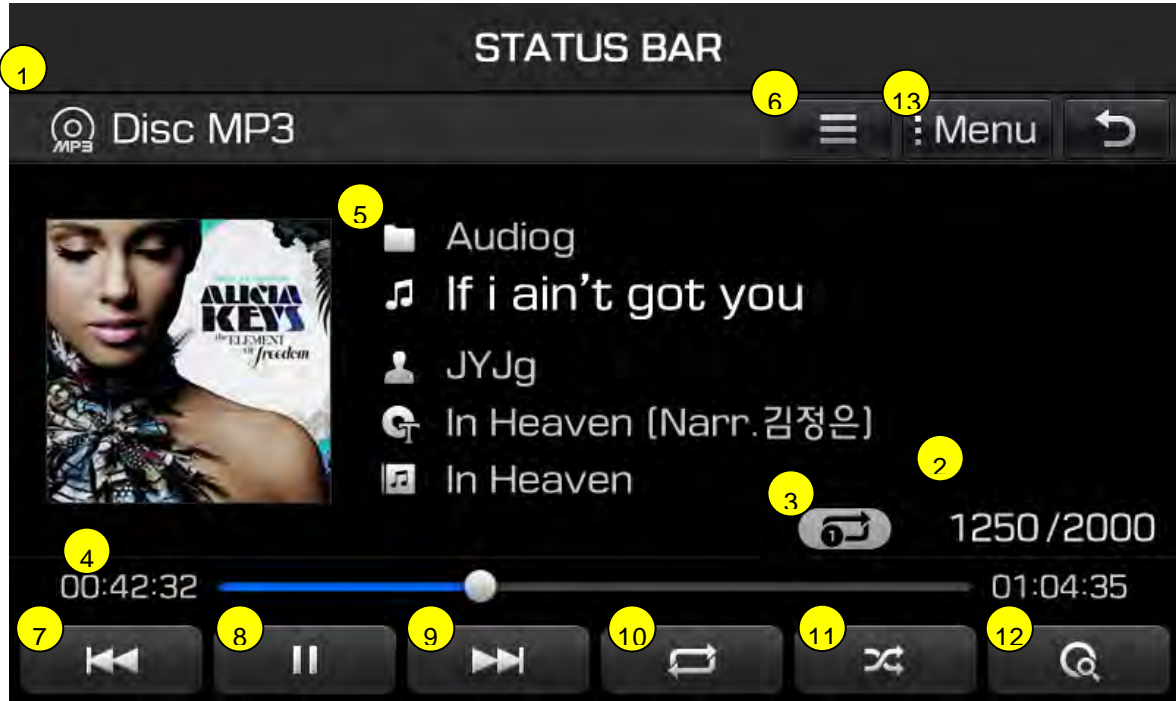 STATUS BAR
1
6
13
MP3
Disc MP3
Menu
5
Audiog
If i ain't got you
JYJg
In Heaven (Narr.김정은)
In Heaven
ALICIA
KEYS
the ELEMENT
OF freedom
2
3
1
1250/2000
4
00:42:32
01:04:35
7
8
9
10
11
12